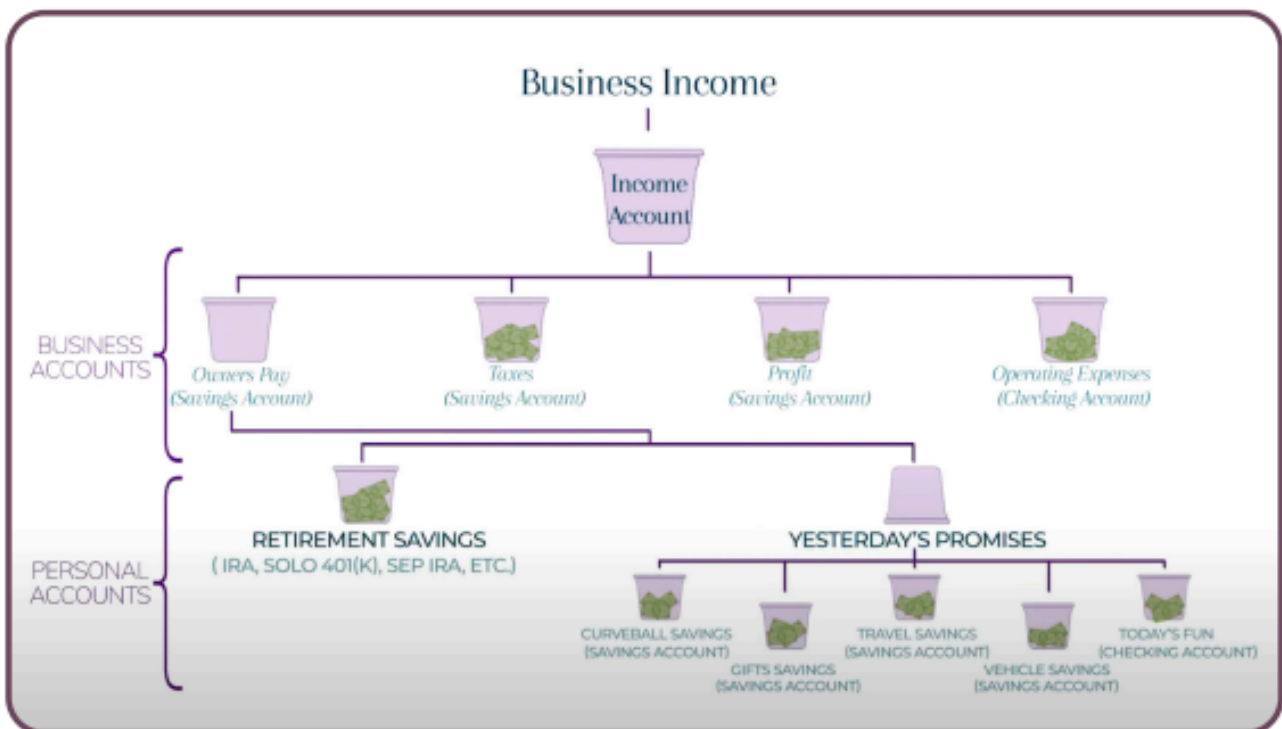 Business Income
Income
Account
BUSINESS
ACCOUNTS
Owners Pay
(Savings Account)
Taxes
(Savings Account)
Profit
(Savings Account)
Operating Expenses
(Checking Account)
PERSONAL
ACCOUNTS
RETIREMENT SAVINGS
( IRA, SOLO 401(K), SEP IRA, ETC.)
YESTERDAY'S PROMISES
CURVEBALL SAVINGS
(SAVINGS ACCOUNT)
GIFTS SAVINGS
(SAVINGS ACCOUNT)
TRAVEL SAVINGS
(SAVINGS ACCOUNT)
VEHICLE SAVINGS
(SAVINGS ACCOUNT)
TODAY'S FUN
(CHECKING ACCOUNT)